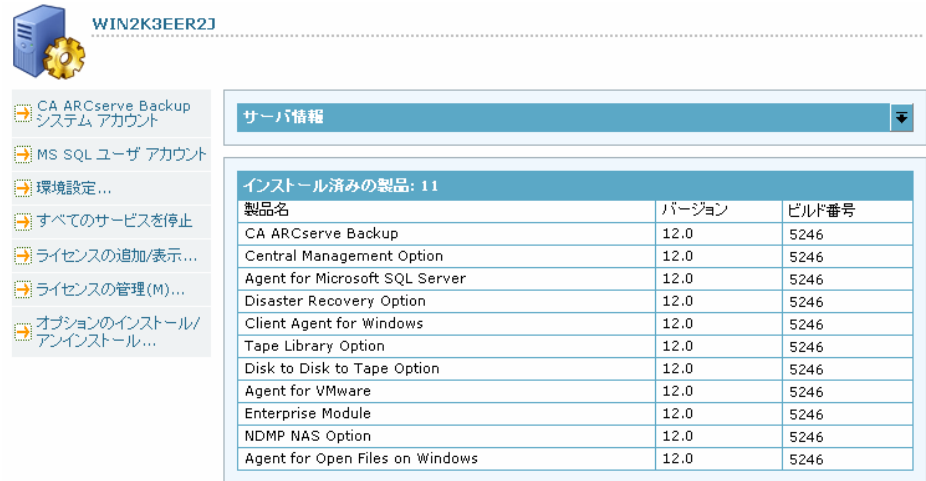 WIN2K3EER2J
CA ARCserve Backup
システム アカウント
MS SQL ユーザ アカウント
環境設定...
すべてのサービスを停止
ライセンスの追加/表示...
ライセンスの管理(M)...
オプションのインストール/
アンインストール...
サーバ情報
インストール済みの製品: 11
製品名 バージョン ビルド番号
CA ARCserve Backup 12.0 5246
Central Management Option 12.0 5246
Agent for Microsoft SQL Server 12.0 5246
Disaster Recovery Option 12.0 5246
Client Agent for Windows 12.0 5246
Tape Library Option 12.0 5246
Disk to Disk to Tape Option 12.0 5246
Agent for VMware 12.0 5246
Enterprise Module 12.0 5246
NDMP NAS Option 12.0 5246
Agent for Open Files on Windows 12.0 5246